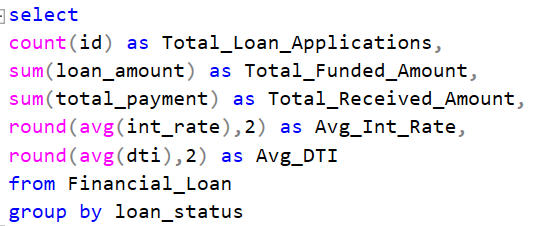 select
count(id) as Total_Loan_Applications,
sum(loan_amount) as Total_Funded_Amount,
sum(total_payment) as Total_Received_Amount,
round(avg(int_rate),2) as Avg_Int_Rate,
round(avg(dti),2) as Avg_DTI
from Financial_Loan
group by loan_status